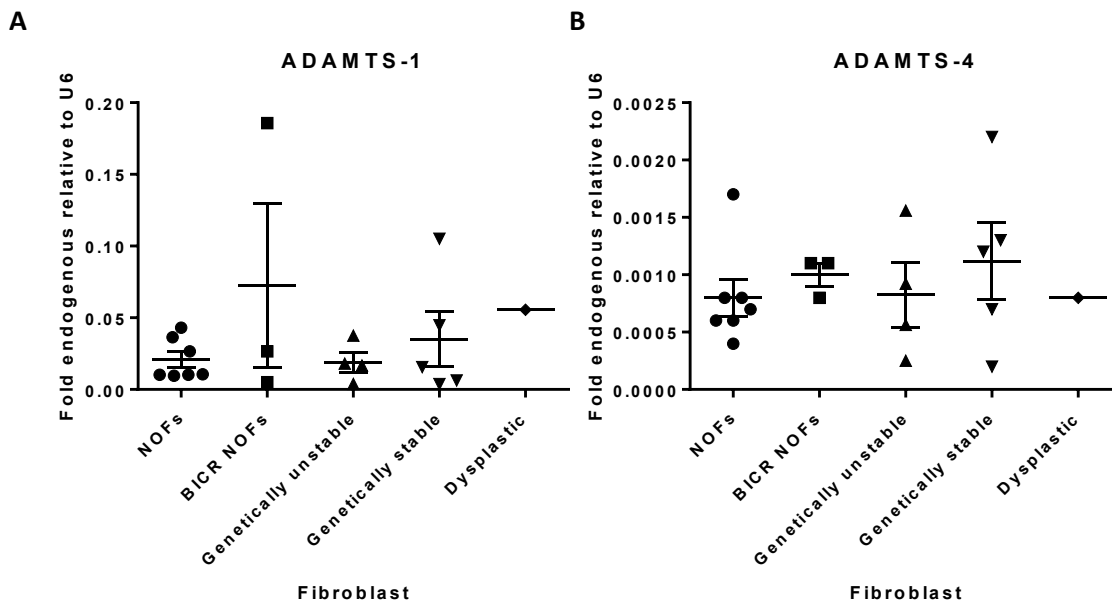 A
ADAMTS-1
Fold endogenous relative to U6
0.20
0.15
0.10
0.05
0.00
NOFs
BICR NOFs
Genetically unstable
Genetically stable
Dysplastic
Fibroblast
B
ADAMTS-4
Fold endogenous relative to U6
0.0025
0.0020
0.0015
0.0010
0.0005
0.0000
NOFs
BICR NOFs
Genetically unstable
Genetically stable
Dysplastic
Fibroblast